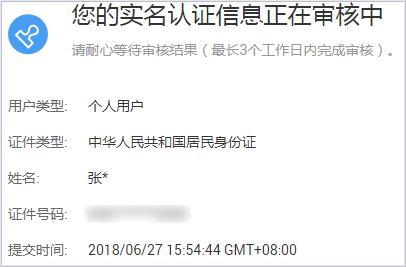 您的实名认证信息正在审核中
请耐心等待审核结果（最长3个工作日内完成审核）。
用户类型: 个人用户
证件类型: 中华人民共和国居民身份证
姓名: 张*
证件号码:
提交时间: 2018/06/27 15:54:44 GMT+08:00